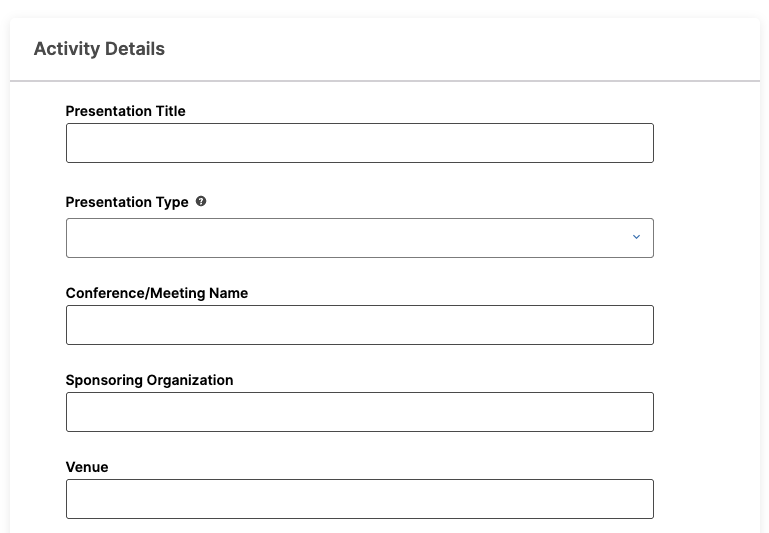 Activity Details
Presentation Title
Presentation Type ?
Conference/Meeting Name
Sponsoring Organization
Venue